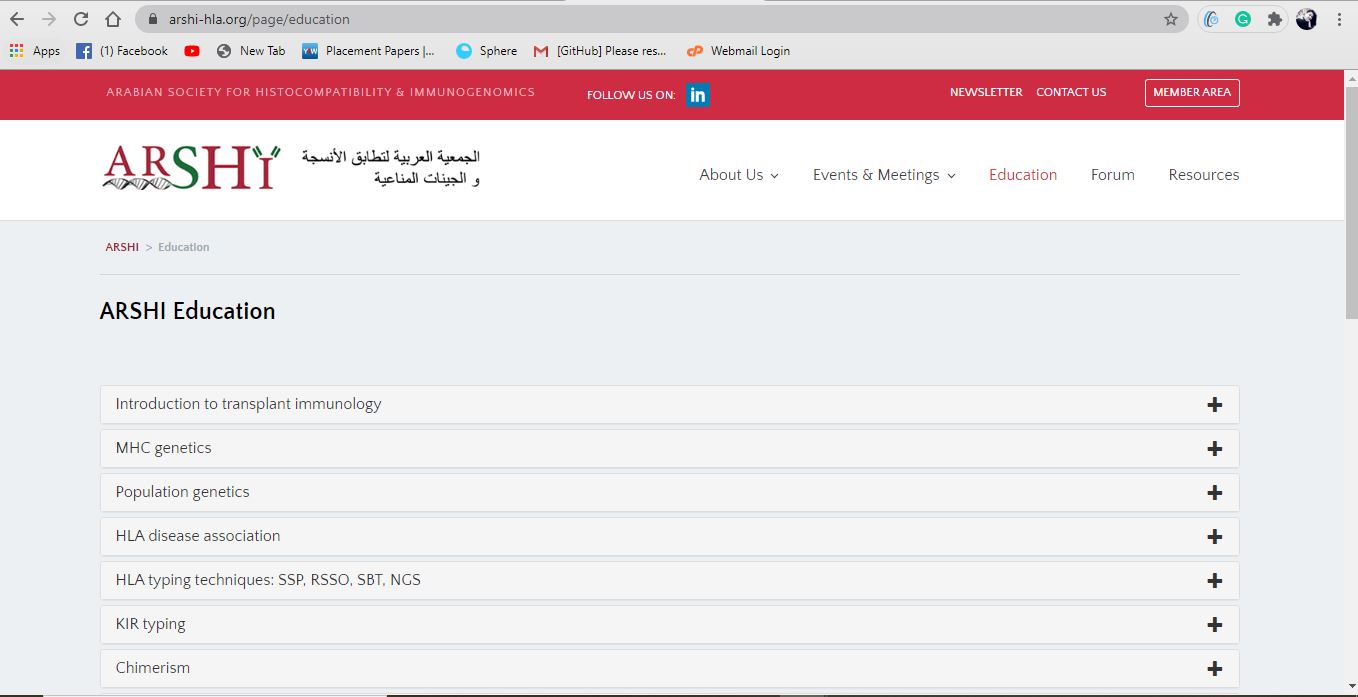 arshi-hla.org/page/education
Apps (1) Facebook New Tab YW Placement Papers |... Sphere [GitHub] Please res... cP Webmail Login
ARABIAN SOCIETY FOR HISTOCOMPATIBILITY & IMMUNOGENOMICS FOLLOW US ON: in NEWSLETTER CONTACT US MEMBER AREA
ARSHI
الجمعية العربية لتطابق الأنسجة
و الجينات المناعية
About Us Events & Meetings Education Forum Resources
ARSHI > Education
ARSHI Education
Introduction to transplant immunology
MHC genetics
Population genetics
HLA disease association
HLA typing techniques: SSP, RSSO, SBT, NGS
KIR typing
Chimerism